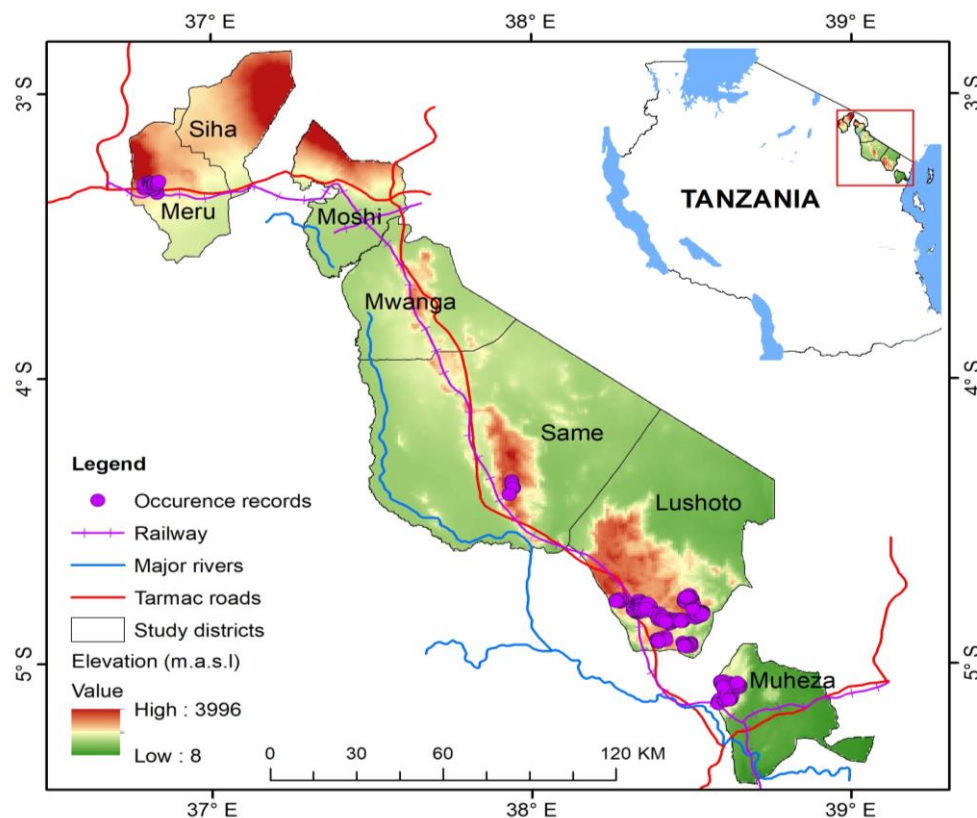 37° E 38° E 39° E
3°S
3°S
Siha
Meru
Moshi
TANZANIA
Mwanga
4°S
4°S
Same
Lushoto
Legend
Occurence records
Railway
Major rivers
Tarmac roads
Study districts
Elevation (m.a.s.l)
Value
High : 3996
Low : 8
5°S
5°S
Muheza
0 30 60 120 KM
37° E 38° E 39° E